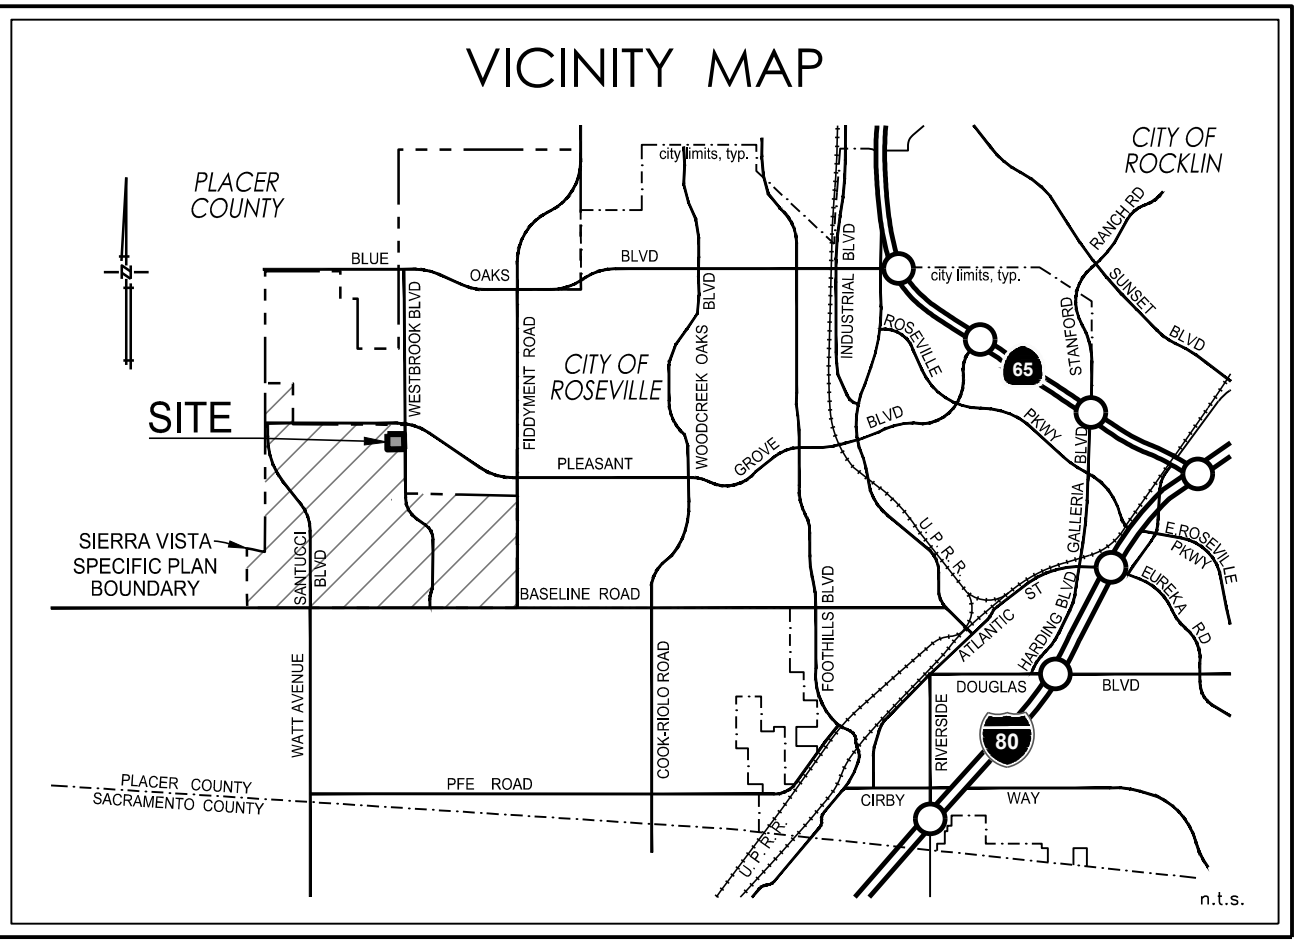 VICINITY MAP
CITY OF
ROCKLIN
city limits, typ.
PLACER
COUNTY
RANCH RD
BLUE
OAKS
BLVD
N
WESTBROOK BLVD
FIDDYMENT ROAD
BLVD
WOODCREEK OAKS
INDUSTRIAL BLVD
city limits, typ.
SUNSET
BLVD
STANFORD
ROSEVILLE
PKWY
65
CITY OF
ROSEVILLE
SITE
PLEASANT
GROVE
BLVD
BLVD
GALLERIA
SIERRA VISTA
SPECIFIC PLAN
BOUNDARY
SANTUCCI
BLVD
U.P.R.R.
E.ROSEVILLE
PKWY
EUREKA RD
BASELINE ROAD
ATLANTIC ST
HARDING BLVD
FOOTHILLS BLVD
WATT AVENUE
COOK-RIOLO ROAD
DOUGLAS
BLVD
RIVERSIDE
80
PLACER COUNTY
SACRAMENTO COUNTY
PFE ROAD
CIRBY
WAY
U.P.R.R.
n.t.s.